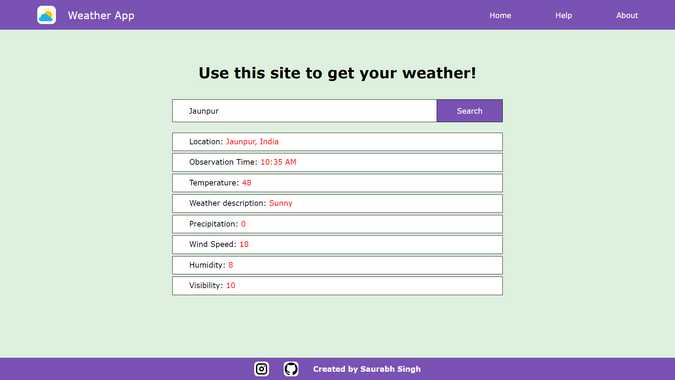 Weather App Home Help About
Use this site to get your weather!
Jaunpur Search
Location: Jaunpur, India
Observation Time: 10:35 AM
Temperature: 48
Weather description: Sunny
Precipitation: 0
Wind Speed: 18
Humidity: 8
Visibility: 10
Created by Saurabh Singh